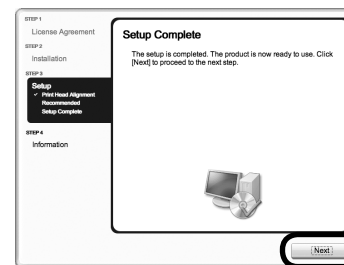 STEP 1
License Agreement
STEP 2
Installation
STEP 3
Setup
Print Head Alignment
Recommended
Setup Complete
STEP 4
Information
Setup Complete
The setup is completed. The product is now ready to use. Click
[Next] to proceed to the next step.
Next